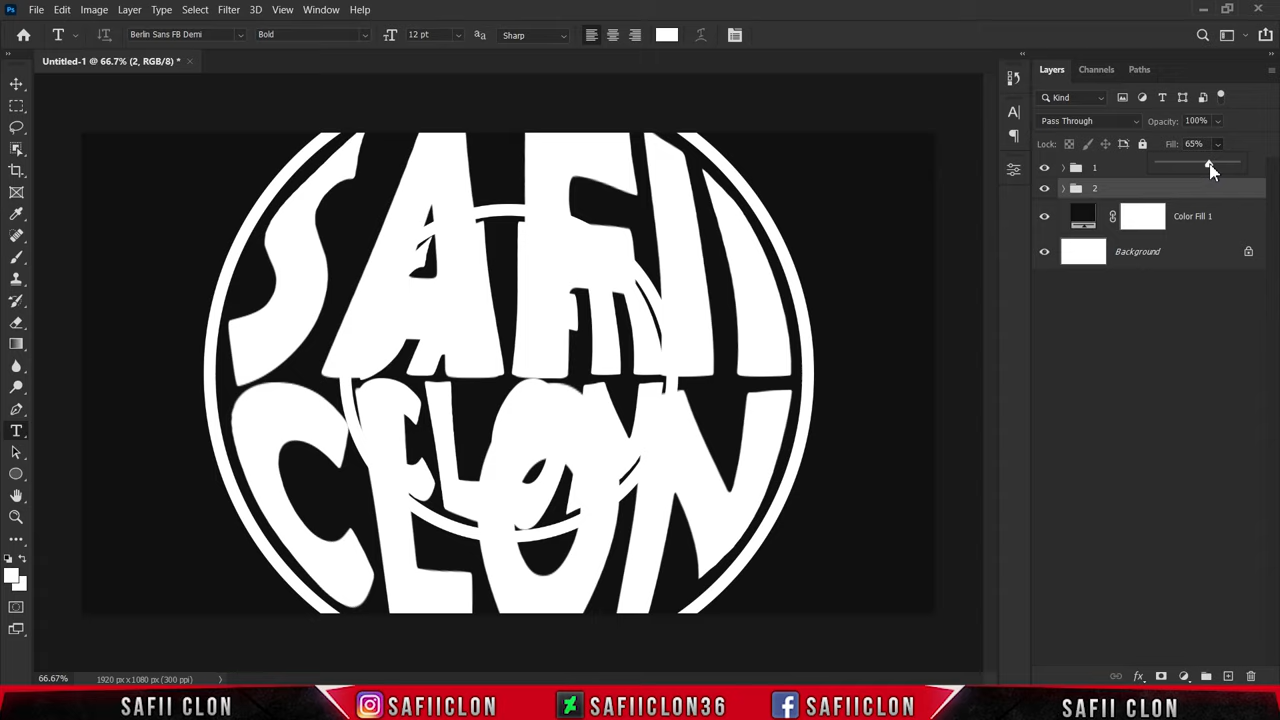 Ps File Edit Image Layer Type Select Filter 3D View Window Help
Berlin Sans FB Demi Bold 12 pt Sharp
Untitled-1 @ 66.7% (2, RGB/8) *
Layers Channels Paths
Kind
Pass Through Opacity: 100%
Lock: Fill: 65%
1
2
Color Fill 1
Background
SAFII
CLON
SAFII
CLON
66.67% 1920 px x 1080 px (300 ppi)
SAFII CLON SAFIICLON SAFIICLON36 SAFIICLON SAFII CLON